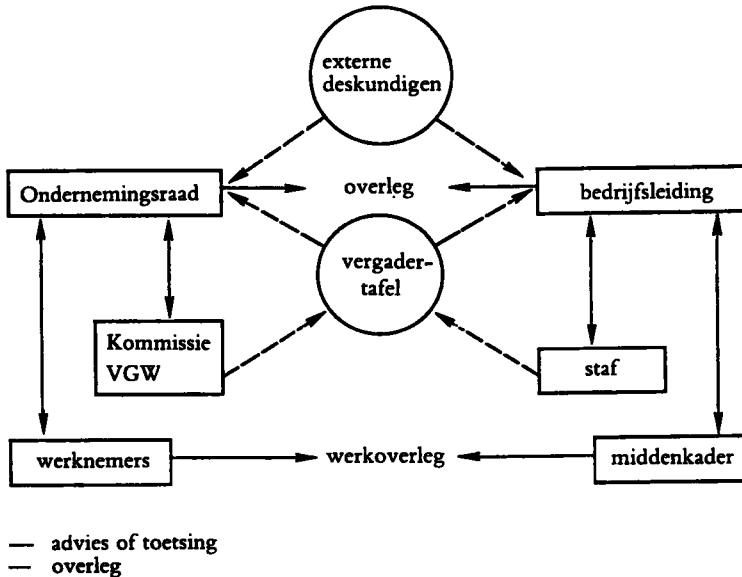 externe
deskundigen
Ondernemingsraad
overleg
bedrijfsleiding
vergader-
tafel
Kommissie
VGW
staf
werknemers
werkoverleg
middenkader
— advies of toetsing
— overleg